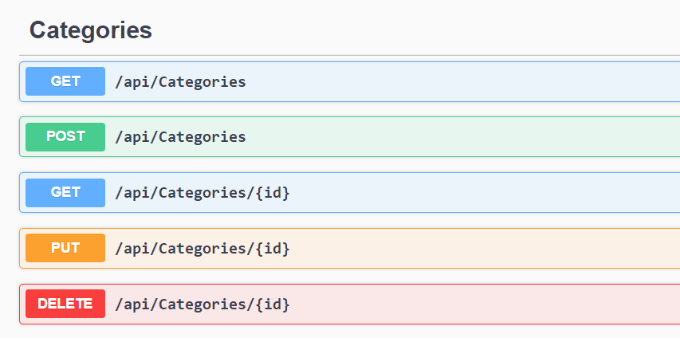 Categories
GET /api/Categories
POST /api/Categories
GET /api/Categories/{id}
PUT /api/Categories/{id}
DELETE /api/Categories/{id}